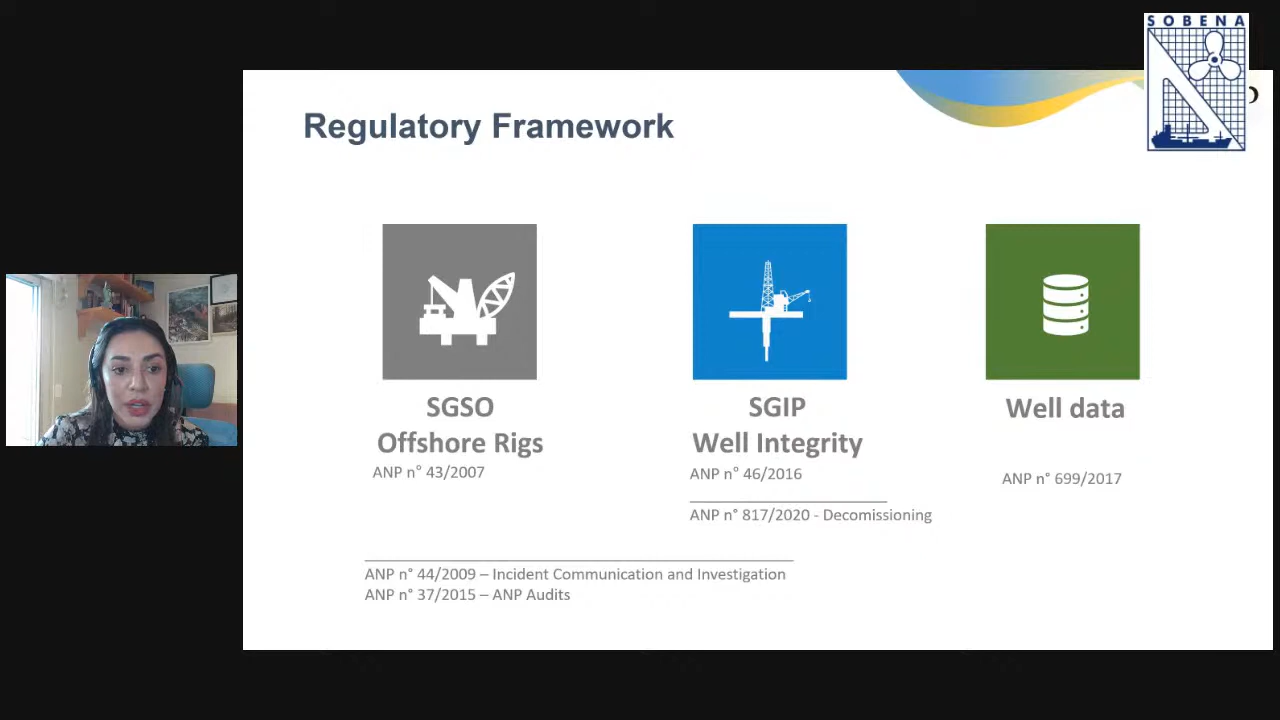 SOBENA
Regulatory Framework
SGSO
Offshore Rigs
ANP n° 43/2007
SGIP
Well Integrity
ANP n° 46/2016
ANP n° 817/2020 - Decomissioning
Well data
ANP n° 699/2017
ANP n° 44/2009 – Incident Communication and Investigation
ANP n° 37/2015 – ANP Audits